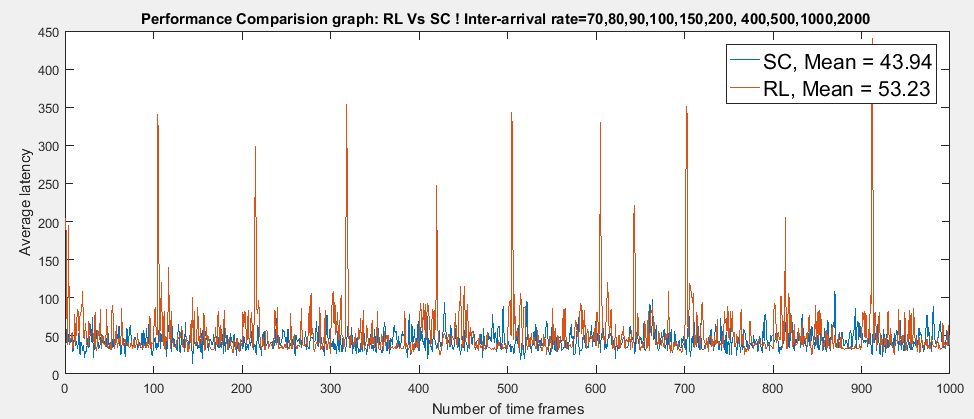 Performance Comparision graph: RL Vs SC ! Inter-arrival rate=70,80,90,100,150,200, 400,500,1000,2000
450
400
350
300
250
200
150
100
50
0
Average latency
SC, Mean = 43.94
RL, Mean = 53.23
0 100 200 300 400 500 600 700 800 900 1000
Number of time frames